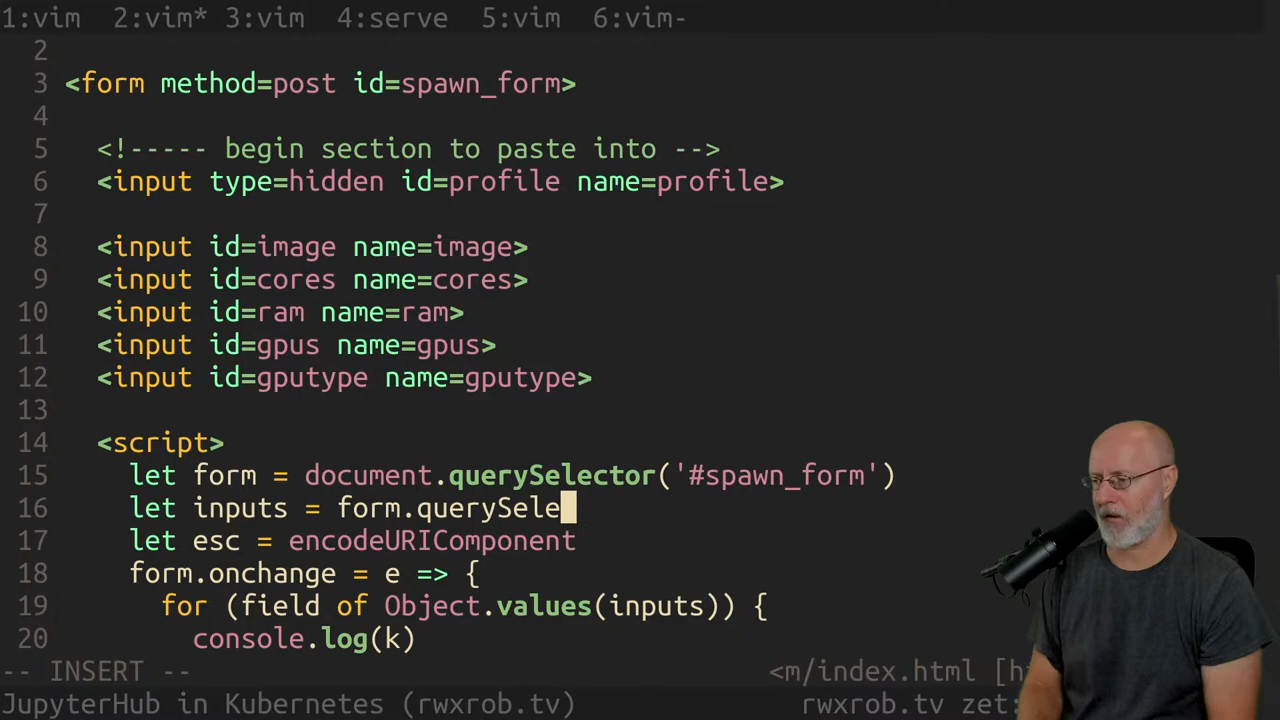 1:vim 2:vim* 3:vim 4:serve 5:vim 6:vim-
2
3 <form method=post id=spawn_form>
4
5 <!----- begin section to paste into -->
6 <input type=hidden id=profile name=profile>
7
8 <input id=image name=image>
9 <input id=cores name=cores>
10 <input id=ram name=ram>
11 <input id=gpus name=gpus>
12 <input id=gputype name=gputype>
13
14 <script>
15 let form = document.querySelector('#spawn_form')
16 let inputs = form.querySele
17 let esc = encodeURIComponent
18 form.onchange = e => {
19 for (field of Object.values(inputs)) {
20 console.log(k)
-- INSERT -- <m/index.html [h
JupyterHub in Kubernetes (rwxrob.tv) rwxrob.tv zet: